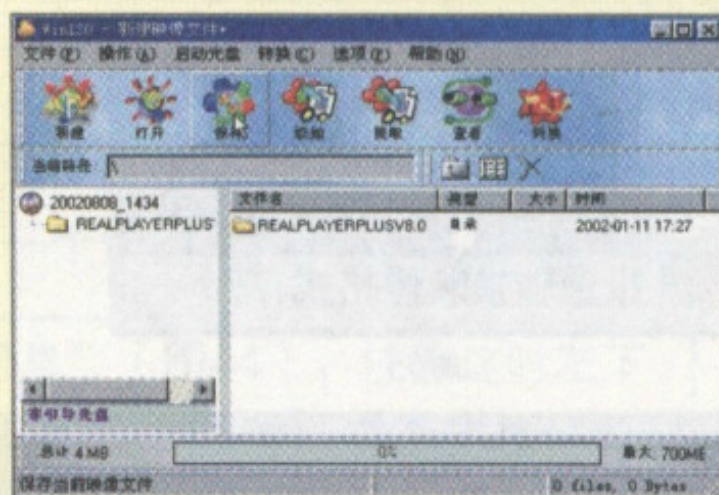 WinISO - 新建映像文件*
文件(F) 操作(A) 启动光盘 转换(C) 选项(P) 帮助(H)
新建 打开 保存 添加 提取 查看 转换
当前路径 \
20020808_1434
REALPLAYERPLUS
文件名 类型 大小 时间
REALPLAYERPLUSV8.0 目录 2002-01-11 17:27
非引导光盘
总计 4 MB 0% 最大 700ME
保存当前映像文件 0 files, 0 Bytes